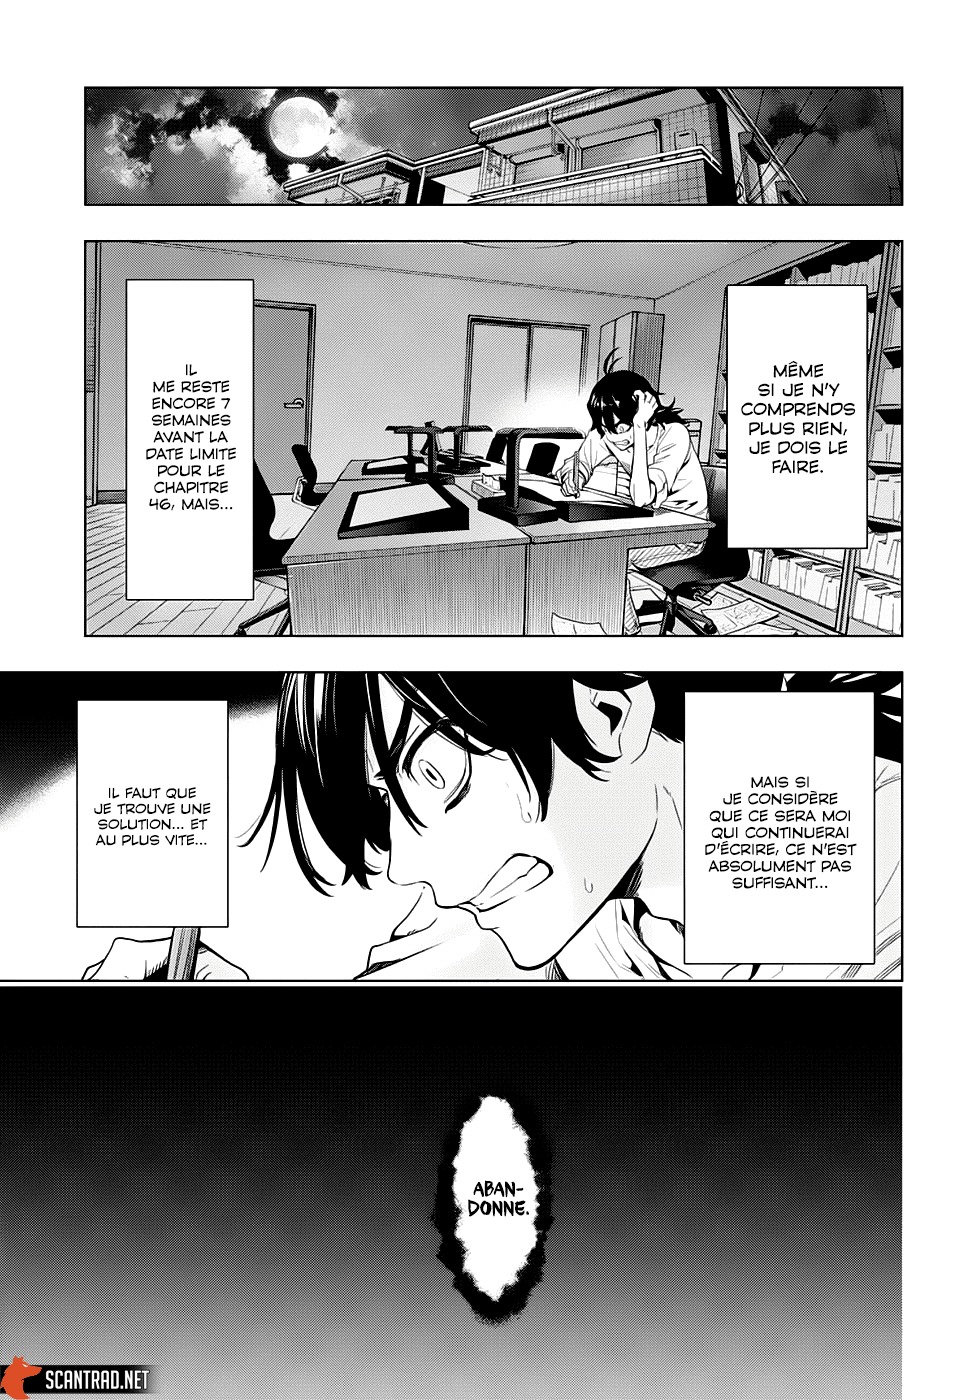 MÊME
SI JE N'Y
COMPRENDS
PLUS RIEN,
JE DOIS LE
FAIRE.
IL
ME RESTE
ENCORE 7
SEMAINES
AVANT LA
DATE LIMITE
POUR LE
CHAPITRE
46, MAIS...
MAIS SI
JE CONSIDÈRE
QUE CE SERA MOI
QUI CONTINUERAI
D'ÉCRIRE, CE N'EST
ABSOLUMENT PAS
SUFFISANT...
IL FAUT QUE
JE TROUVE UNE
SOLUTION... ET
AU PLUS VITE...
ABAN-
DONNE.
SCANTRAD.NET